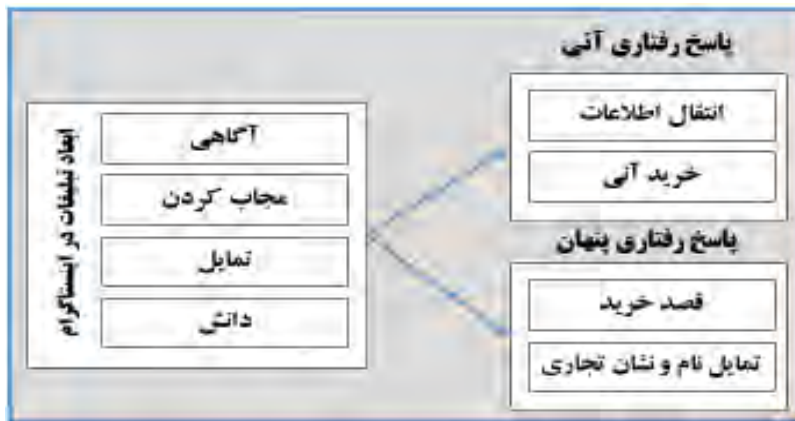 ابعاد تبلیغات در اینستاگرام
آگاهی
مجاب کردن
تمایل
دانش
پاسخ رفتاری آنی
انتقال اطلاعات
خرید آنی
پاسخ رفتاری پنهان
قصد خرید
تمایل نام و نشان تجاری